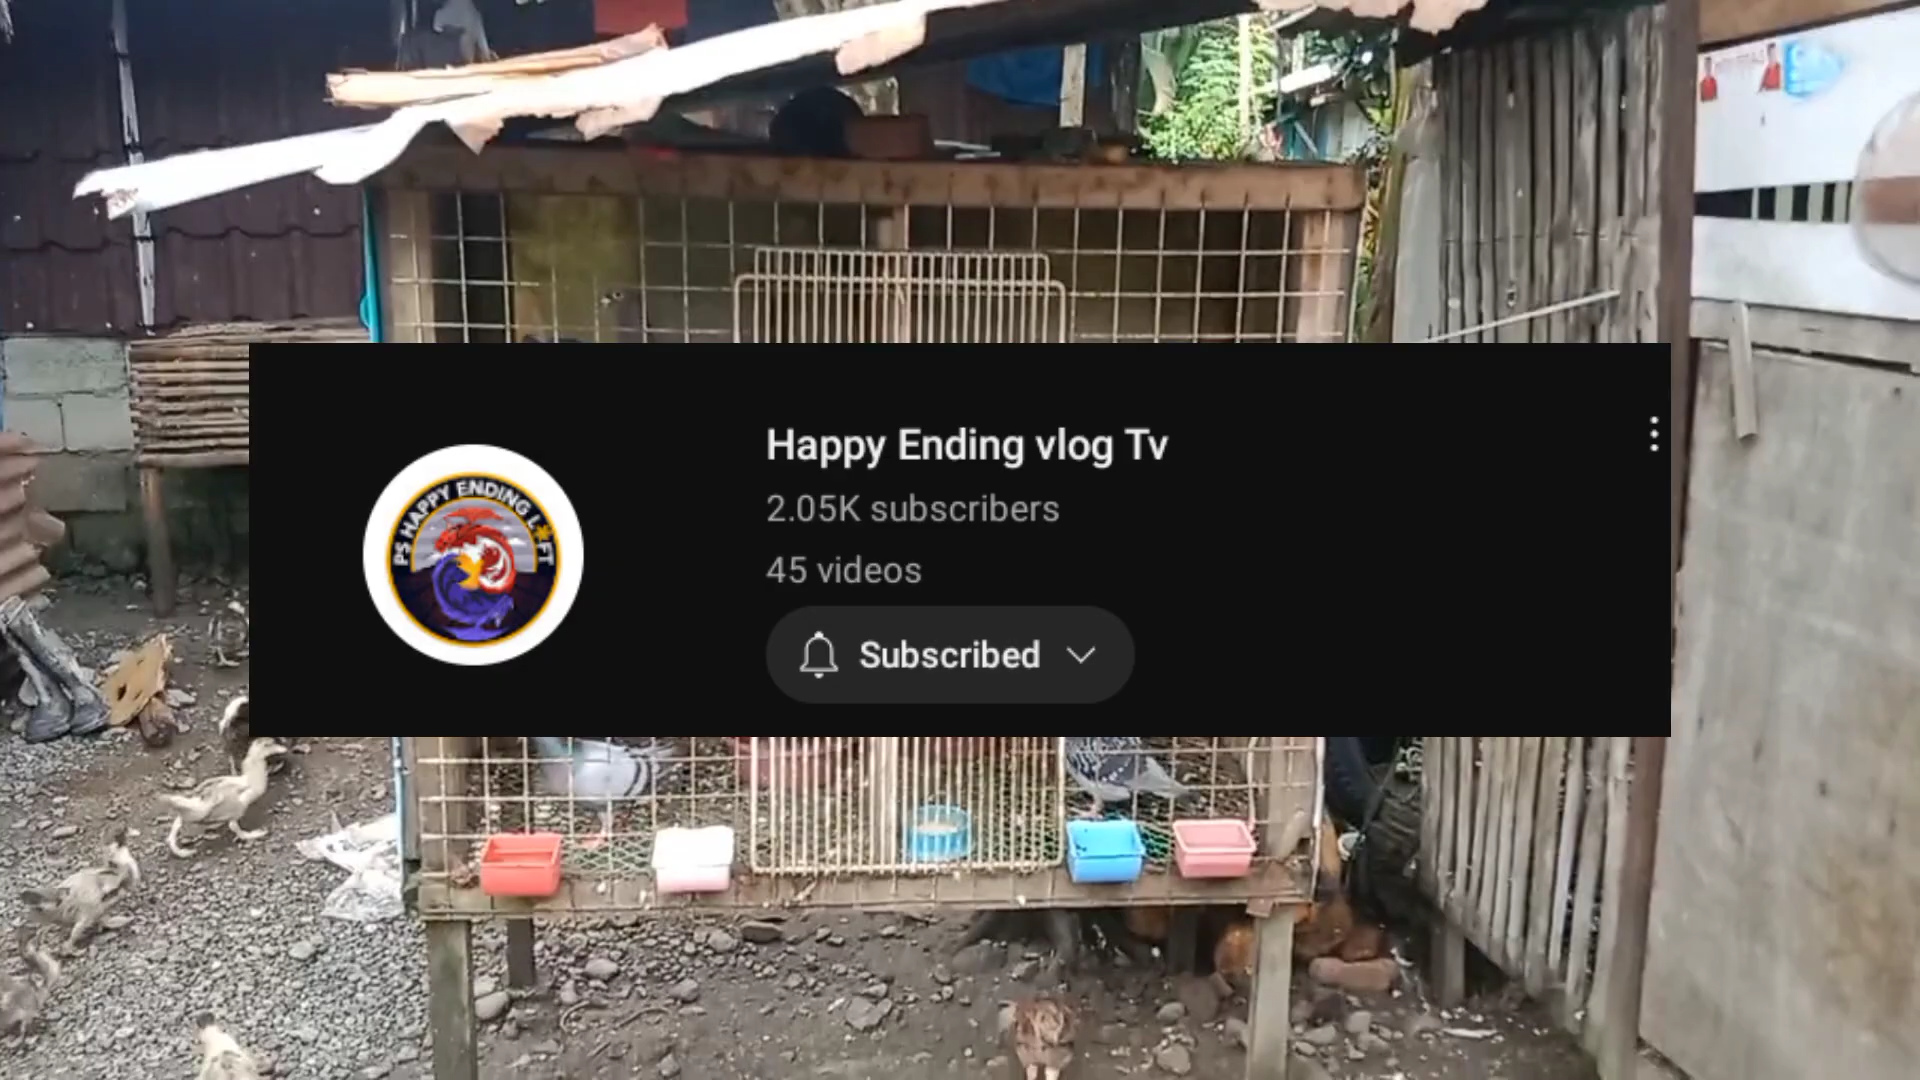 Happy Ending vlog Tv
2.05K subscribers
45 videos
Subscribed
PS HAPPY ENDING LOFT